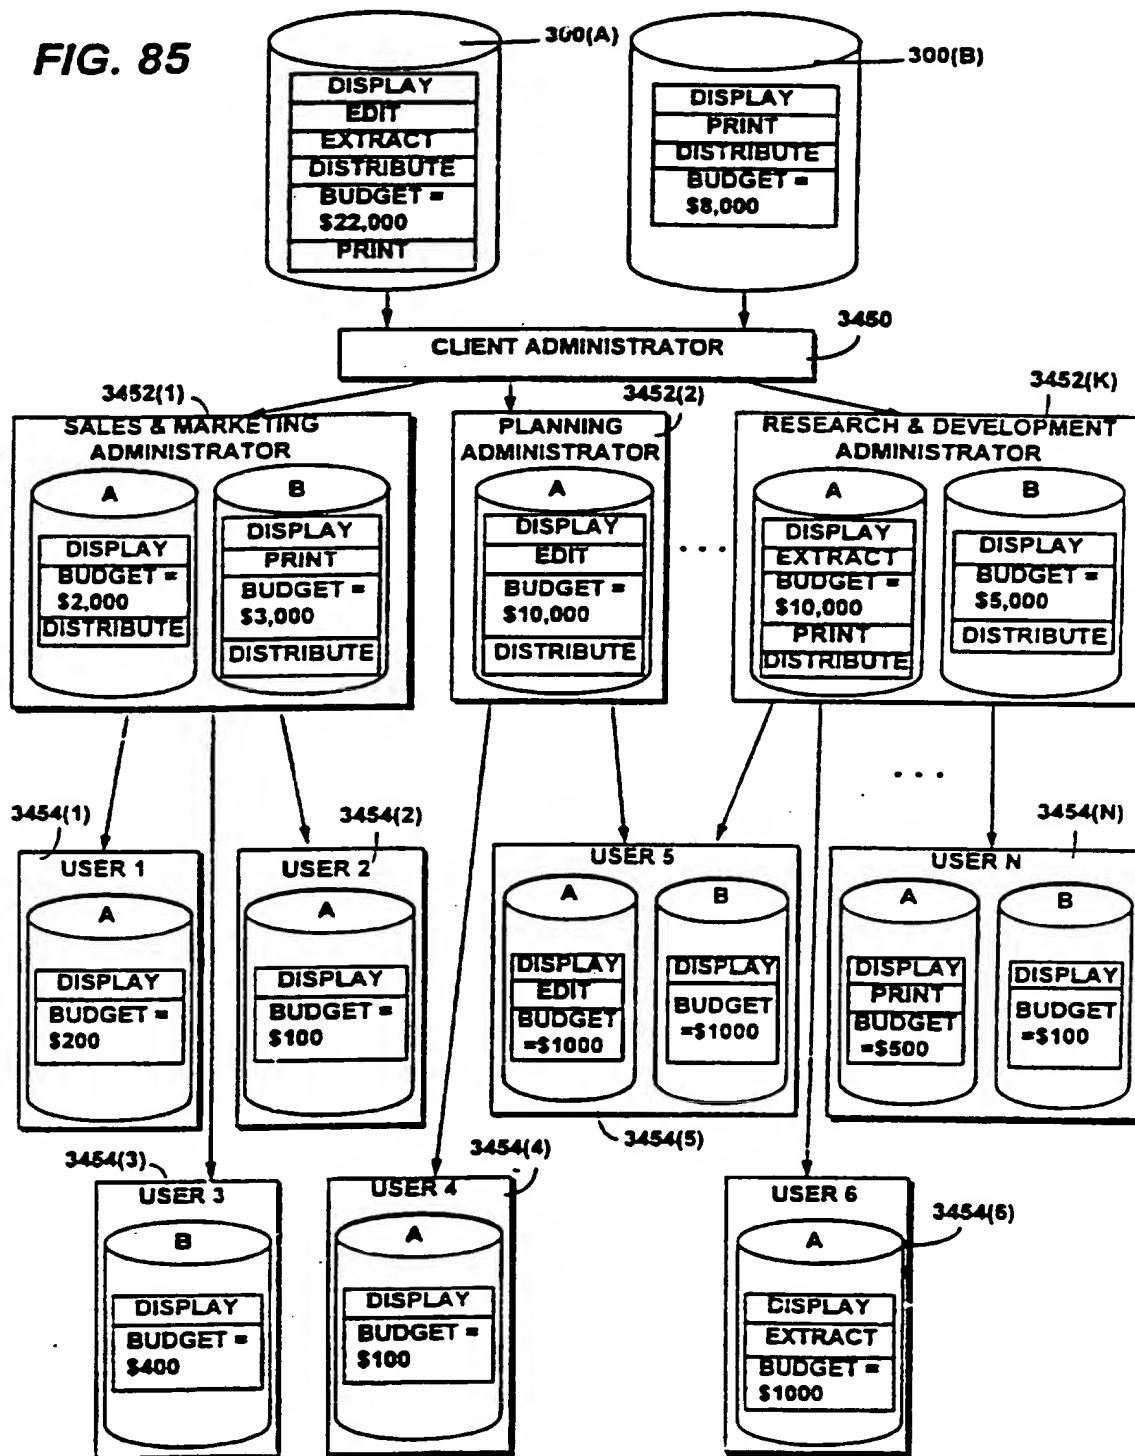 FIG. 85
300(A)
DISPLAY
EDIT
EXTRACT
DISTRIBUTE
BUDGET =
$22,000
PRINT
300(B)
DISPLAY
PRINT
DISTRIBUTE
BUDGET =
$8,000
CLIENT ADMINISTRATOR
3450
3452(1)
SALES & MARKETING
ADMINISTRATOR
A
DISPLAY
BUDGET =
$2,000
DISTRIBUTE
B
DISPLAY
PRINT
BUDGET =
$3,000
DISTRIBUTE
3452(2)
PLANNING
ADMINISTRATOR
A
DISPLAY
EDIT
BUDGET =
$10,000
DISTRIBUTE
. . .
3452(K)
RESEARCH & DEVELOPMENT
ADMINISTRATOR
A
DISPLAY
EXTRACT
BUDGET =
$10,000
PRINT
DISTRIBUTE
B
DISPLAY
BUDGET =
$5,000
DISTRIBUTE
. . .
3454(1)
USER 1
A
DISPLAY
BUDGET =
$200
3454(2)
USER 2
A
DISPLAY
BUDGET =
$100
USER 5
A
DISPLAY
EDIT
BUDGET
=$1000
B
DISPLAY
BUDGET
=$1000
3454(5)
3454(N)
USER N
A
DISPLAY
PRINT
BUDGET
=$500
B
DISPLAY
BUDGET
=$100
3454(3)
USER 3
B
DISPLAY
BUDGET =
$400
3454(4)
USER 4
A
DISPLAY
BUDGET =
$100
USER 6
3454(6)
A
DISPLAY
EXTRACT
BUDGET =
$1000